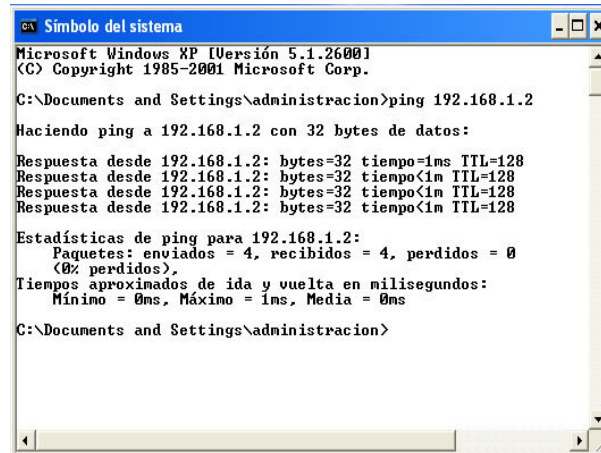 Símbolo del sistema
Microsoft Windows XP [Versión 5.1.2600]
(C) Copyright 1985-2001 Microsoft Corp.
C:\Documents and Settings\administracion>ping 192.168.1.2
Haciendo ping a 192.168.1.2 con 32 bytes de datos:
Respuesta desde 192.168.1.2: bytes=32 tiempo=1ms TTL=128
Respuesta desde 192.168.1.2: bytes=32 tiempo<1m TTL=128
Respuesta desde 192.168.1.2: bytes=32 tiempo<1m TTL=128
Respuesta desde 192.168.1.2: bytes=32 tiempo<1m TTL=128
Estadísticas de ping para 192.168.1.2:
Paquetes: enviados = 4, recibidos = 4, perdidos = 0
(0% perdidos),
Tiempos aproximados de ida y vuelta en milisegundos:
Mínimo = 0ms, Máximo = 1ms, Media = 0ms
C:\Documents and Settings\administracion>